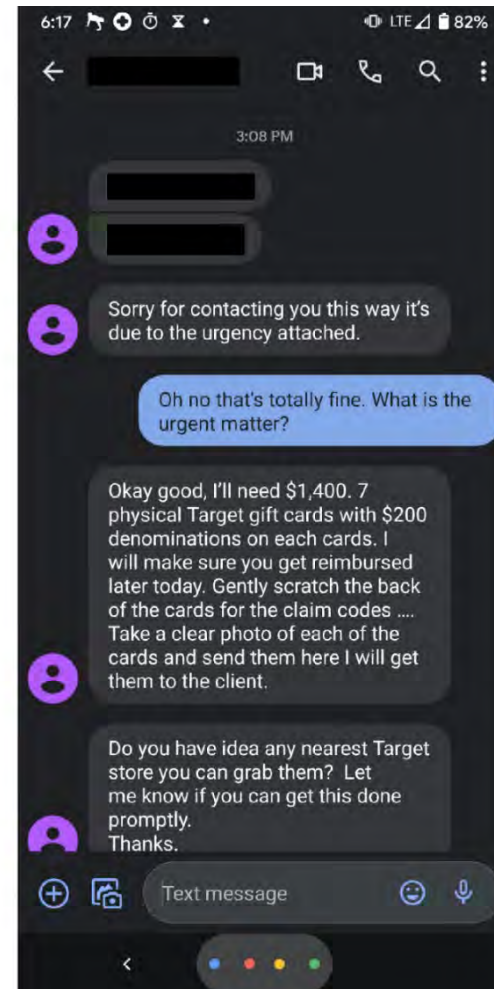 6:17
LTE
82%
3:08 PM
Sorry for contacting you this way it's
due to the urgency attached.
Oh no that's totally fine. What is the
urgent matter?
Okay good, I'll need $1,400. 7
physical Target gift cards with $200
denominations on each cards. I
will make sure you get reimbursed
later today. Gently scratch the back
of the cards for the claim codes ....
Take a clear photo of each of the
cards and send them here I will get
them to the client.
Do you have idea any nearest Target
store you can grab them?  Let
me know if you can get this done
promptly.
Thanks.
Text message